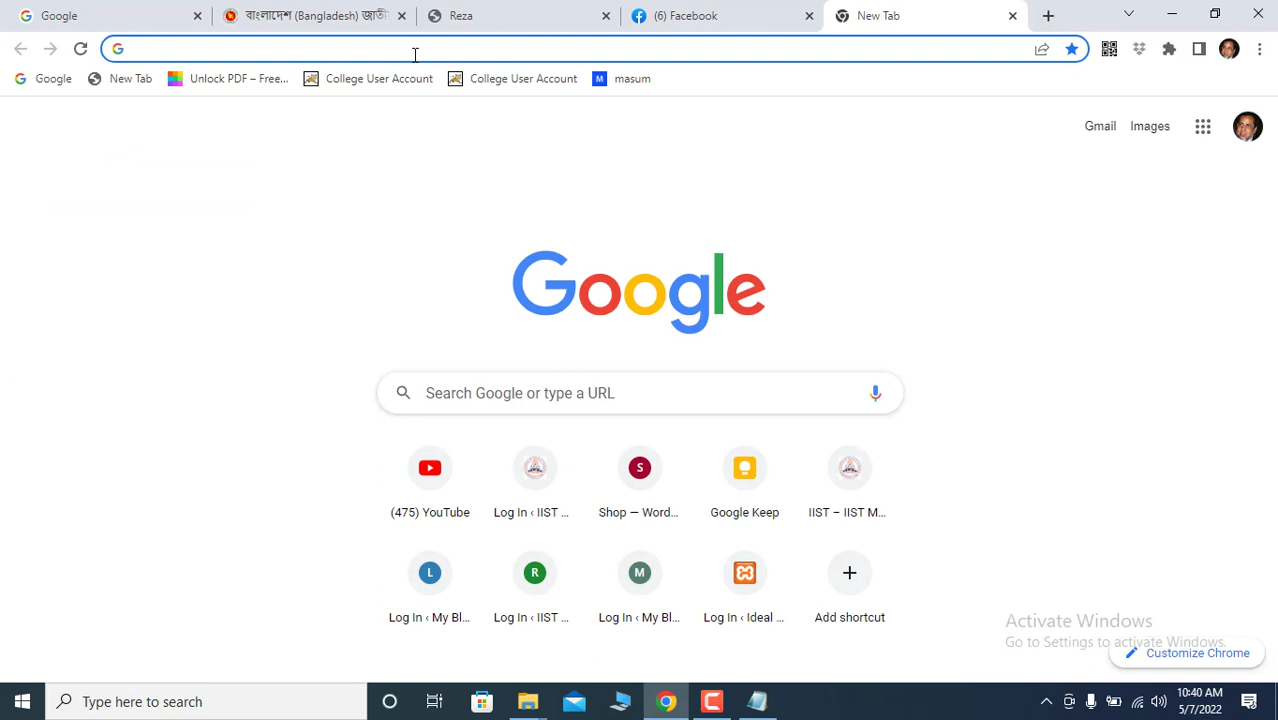 Google
বাংলাদেশ (Bangladesh) জাতী
Reza
(6) Facebook
New Tab
Google
New Tab
Unlock PDF – Free...
College User Account
College User Account
M
masum
Gmail
Images
Google
Search Google or type a URL
S
(475) YouTube
Log In ‹ IIST ...
Shop — Word...
Google Keep
IIST – IIST M...
L
R
M
Log In ‹ My Bl...
Log In ‹ IIST ...
Log In ‹ My Bl...
Log In ‹ Ideal ...
Add shortcut
Activate Windows
Go to Settings to activate Windows.
Customize Chrome
Type here to search
10:40 AM
5/7/2022